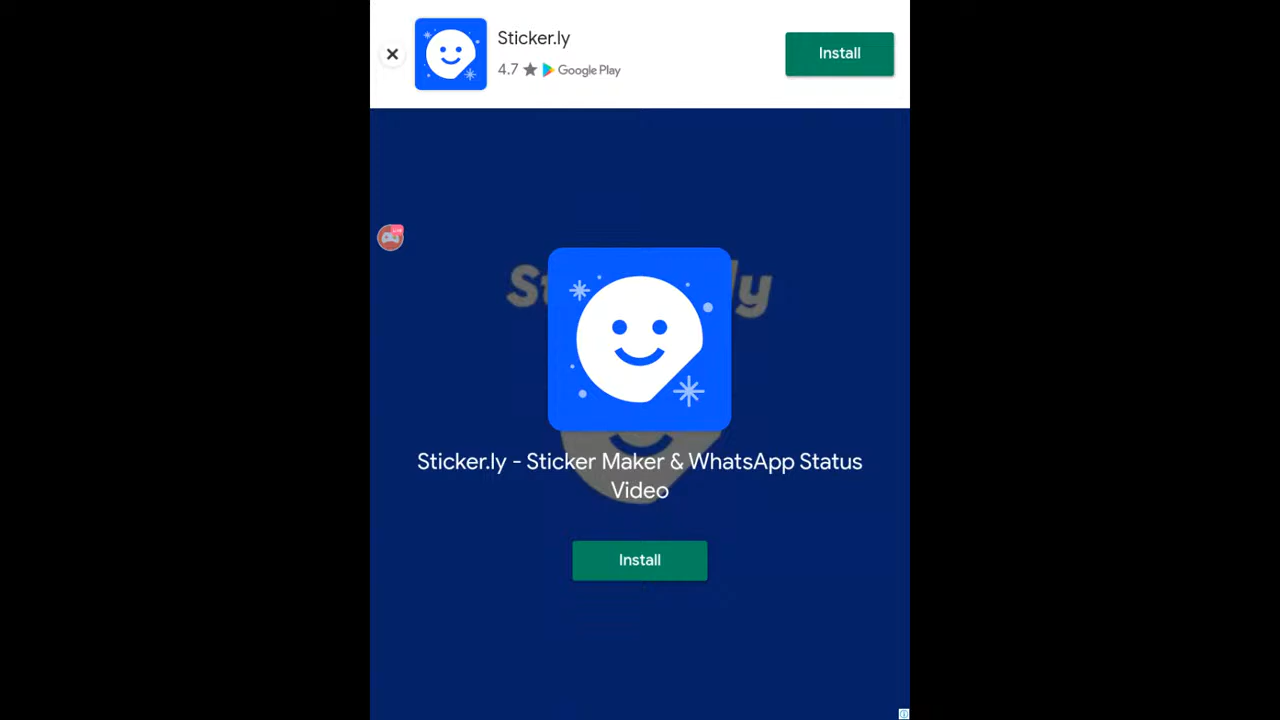 Sticker.ly
4.7 Google Play
Install
Sticker.ly - Sticker Maker & WhatsApp Status
Video
Install